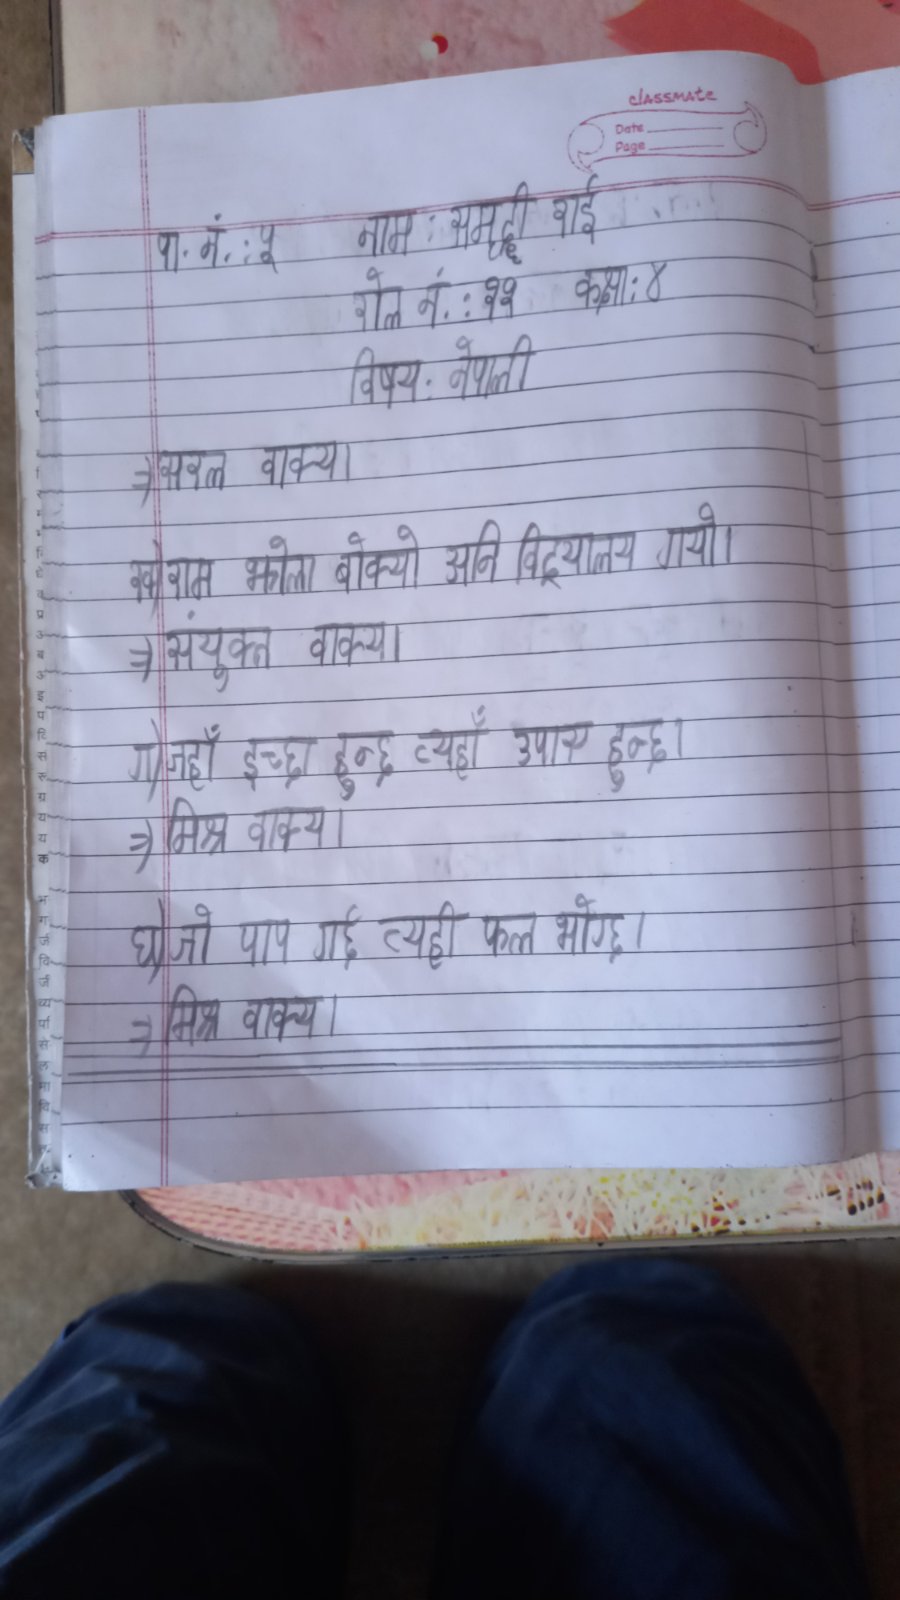 classmate
Date
Page
पा. नं.: ५ नाम: समृद्धी राई
रोल नं.: ११ कक्षा: ४
विषय: नेपाली
⇒ सरल वाक्य।
ख) राम झोला बोक्यो अनि विद्यालय गयो।
⇒ संयुक्त वाक्य।
ग) जहाँ इच्छा हुन्छ त्यहाँ उपाय हुन्छ।
⇒ मिश्र वाक्य।
घ) जो पाप गर्छ त्यही फल भोग्छ।
⇒ मिश्र वाक्य।